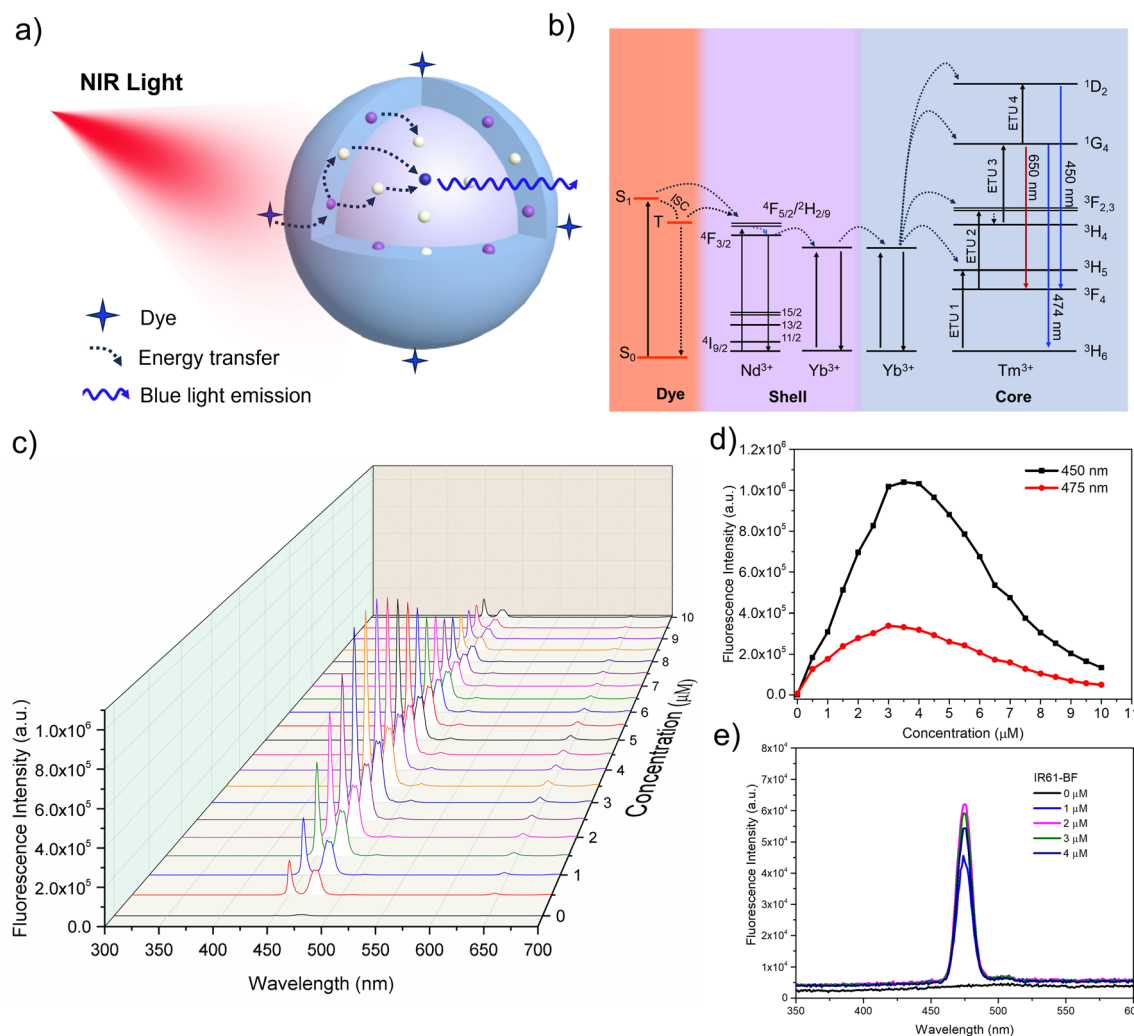 a)
NIR Light
Dye
Energy transfer
Blue light emission
b)
S₁
ISC
T
S₀
⁴F₅/₂/²H₂/₉
⁴F₃/₂
15/2
13/2
11/2
⁴I₉/₂
Nd³⁺
Yb³⁺
Yb³⁺
Tm³⁺
ETU 1
ETU 2
ETU 3
ETU 4
650 nm
450 nm
474 nm
¹D₂
¹G₄
³F₂,₃
³H₄
³H₅
³F₄
³H₆
Dye
Shell
Core
c)
Fluorescence Intensity (a.u.)
1.0x10⁶
8.0x10⁵
6.0x10⁵
4.0x10⁵
2.0x10⁵
0.0
300
350
400
450
500
550
600
650
700
Wavelength (nm)
10
9
8
7
6
5
4
3
2
1
0
Concentration (μM)
d)
Fluorescence Intensity (a.u.)
1.2x10⁶
1.0x10⁶
8.0x10⁵
6.0x10⁵
4.0x10⁵
2.0x10⁵
0.0
450 nm
475 nm
0 1 2 3 4 5 6 7 8 9 10 11
Concentration (μM)
e)
Fluorescence Intensity (a.u.)
8x10⁴
7x10⁴
6x10⁴
5x10⁴
4x10⁴
3x10⁴
2x10⁴
1x10⁴
0
IR61-BF
0 μM
1 μM
2 μM
3 μM
4 μM
350 400 450 500 550 600
Wavelength (nm)